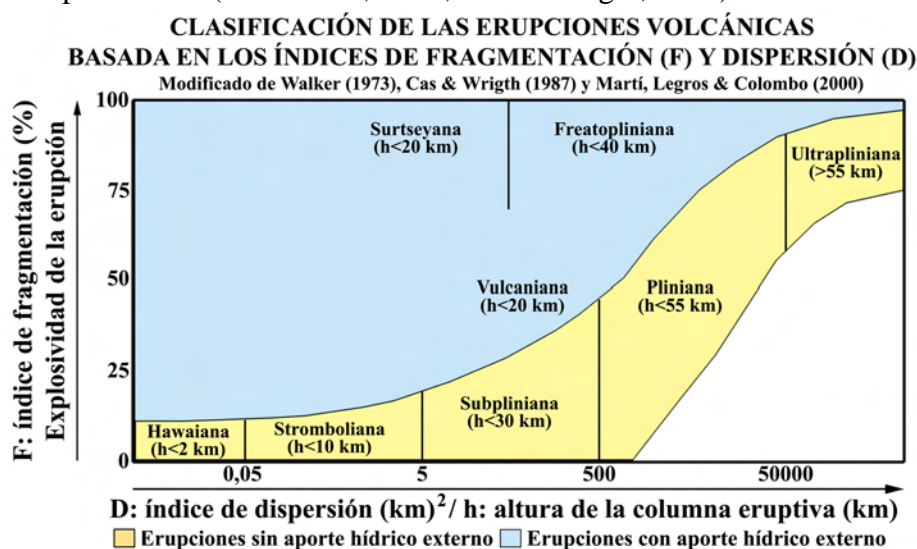 CLASIFICACIÓN DE LAS ERUPCIONES VOLCÁNICAS
BASADA EN LOS ÍNDICES DE FRAGMENTACIÓN (F) Y DISPERSIÓN (D)
Modificado de Walker (1973), Cas & Wrigth (1987) y Martí, Legros & Colombo (2000)
F: índice de fragmentación (%)
Explosividad de la erupción
100
75
50
25
0
Surtseyana
(h<20 km)
Freatopliniana
(h<40 km)
Ultrapliniana
(>55 km)
Vulcaniana
(h<20 km)
Pliniana
(h<55 km)
Subpliniana
(h<30 km)
Hawaiana
(h<2 km)
Stromboliana
(h<10 km)
0,05
5
500
50000
D: índice de dispersión (km)²/ h: altura de la columna eruptiva (km)
Erupciones sin aporte hídrico externo
Erupciones con aporte hídrico externo